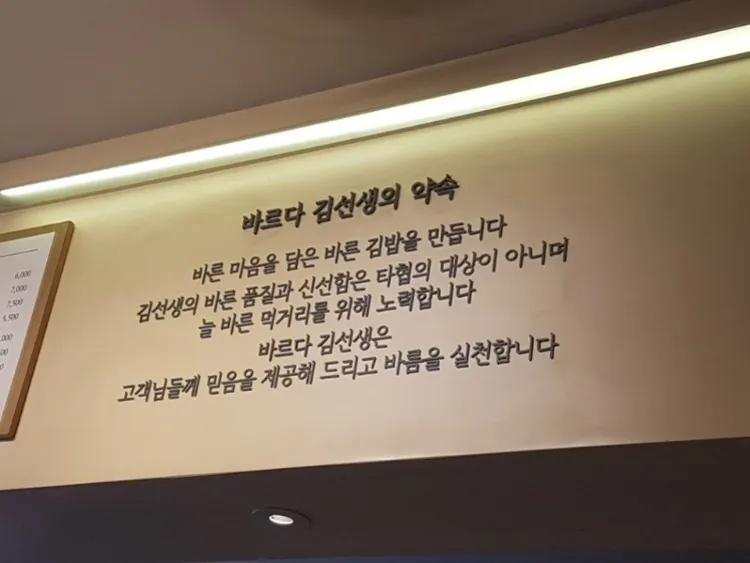 바르다 김선생의 약속
바른 마음을 담은 바른 김밥을 만듭니다
김선생의 바른 품질과 신선함은 타협의 대상이 아니며
늘 바른 먹거리를 위해 노력합니다
바르다 김선생은
고객님들께 믿음을 제공해 드리고 바름을 실천합니다
6,000
7,000
7,500
5,500